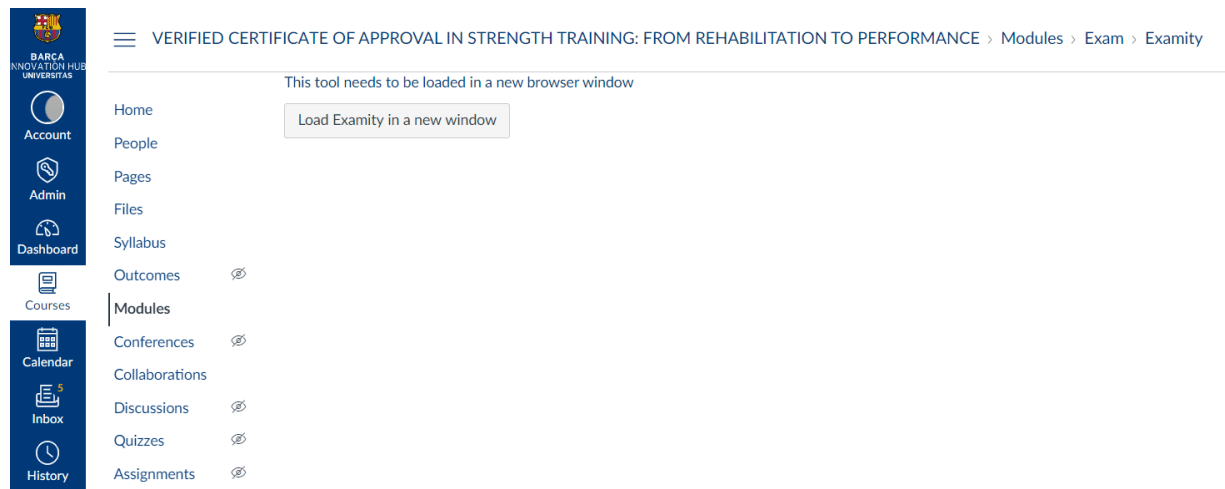 BARÇA
INNOVATION HUB
UNIVERSITAS
Account
Admin
Dashboard
Courses
Calendar
5
Inbox
History
VERIFIED CERTIFICATE OF APPROVAL IN STRENGTH TRAINING: FROM REHABILITATION TO PERFORMANCE › Modules › Exam › Examity
Home
People
Pages
Files
Syllabus
Outcomes
Modules
Conferences
Collaborations
Discussions
Quizzes
Assignments
This tool needs to be loaded in a new browser window
Load Examity in a new window